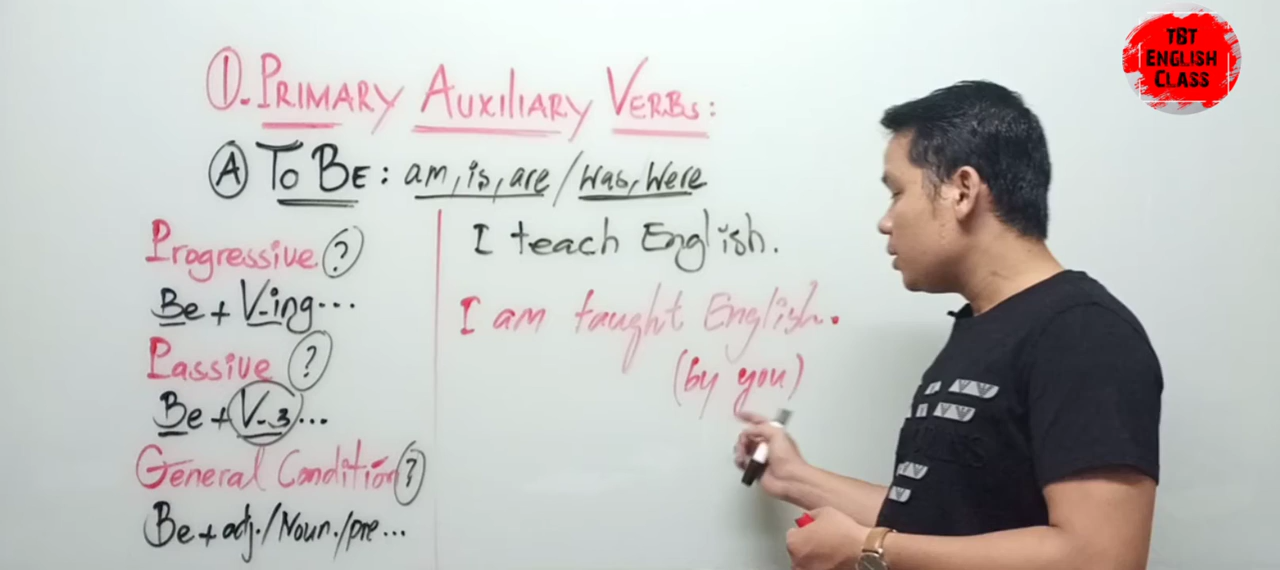 ①. PRIMARY AUXILIARY VERBS:
Ⓐ TO BE: am, is, are / was, were
Progressive ?
Be + V-ing...
Passive ?
Be + V-3...
General Condition ?
Be + adj./Noun./pre...
I teach English.
I am taught English.
(by you)
TBT
ENGLISH
CLASS